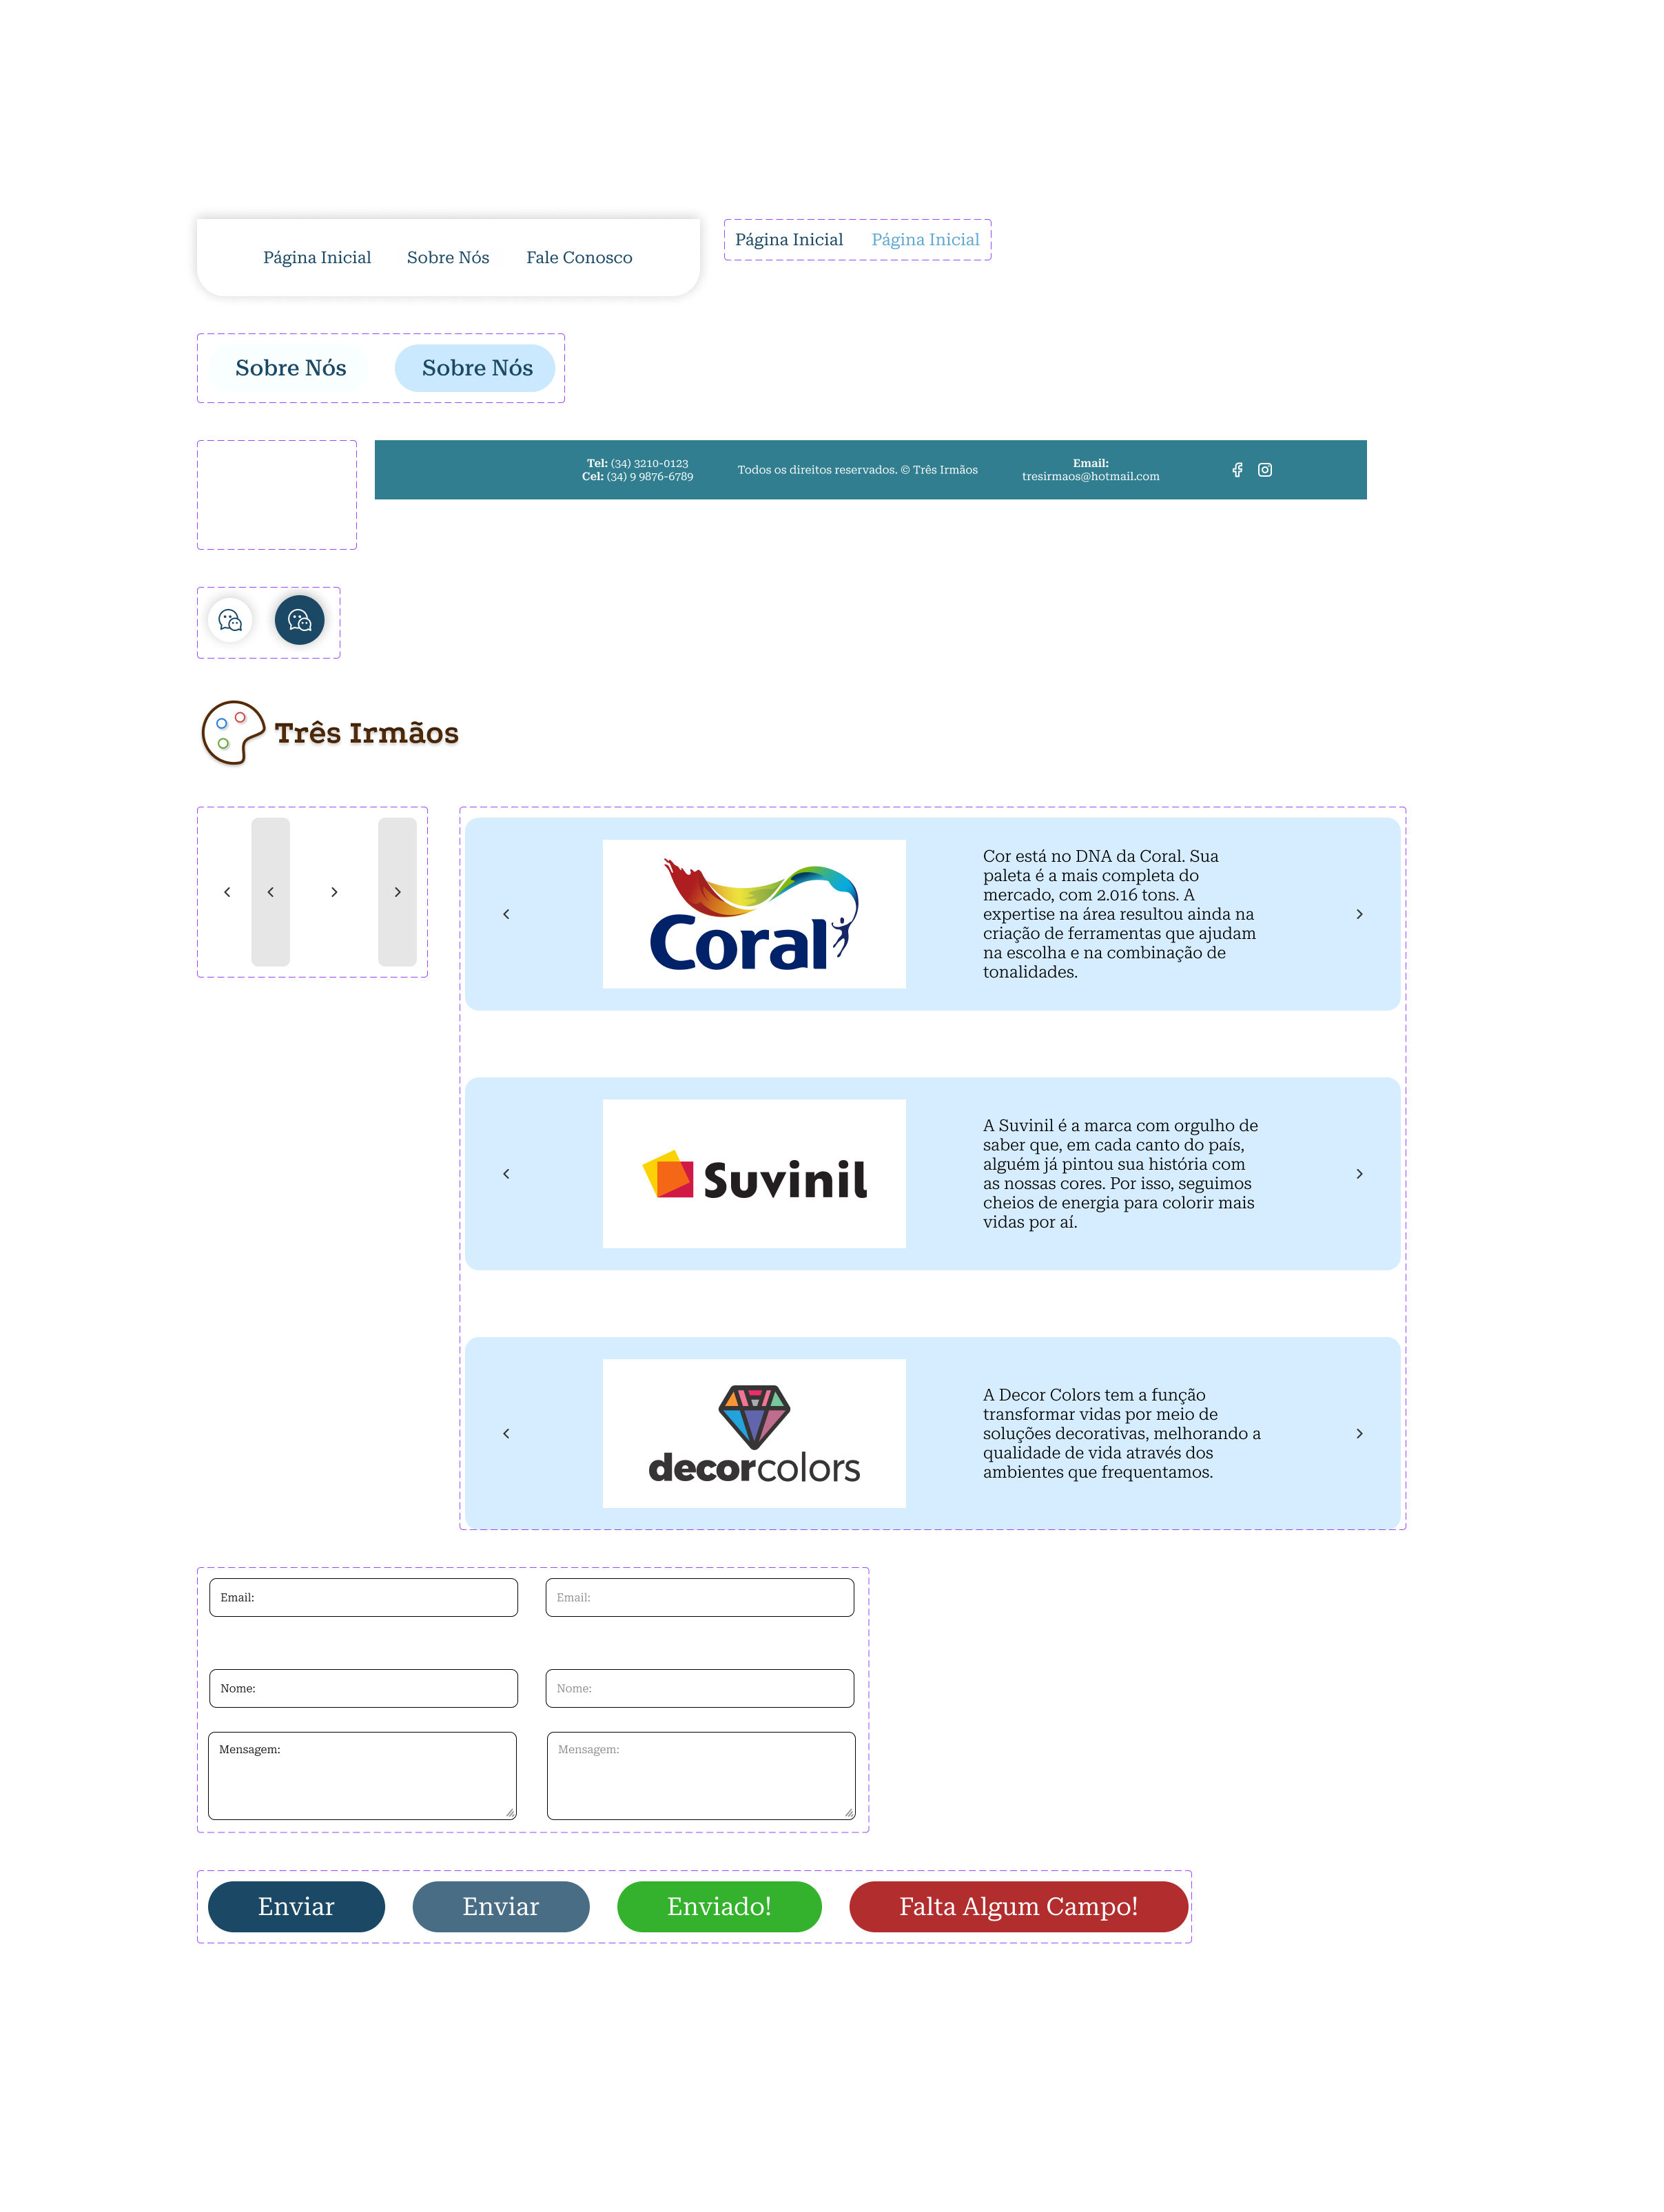 Página Inicial Sobre Nós Fale Conosco
Página Inicial Página Inicial
Sobre Nós Sobre Nós
Tel: (34) 3210-0123
Cel: (34) 9 9876-6789
Todos os direitos reservados. © Três Irmãos
Email:
tresirmaos@hotmail.com
Três Irmãos
Coral
Cor está no DNA da Coral. Sua
paleta é a mais completa do
mercado, com 2.016 tons. A
expertise na área resultou ainda na
criação de ferramentas que ajudam
na escolha e na combinação de
tonalidades.
Suvinil
A Suvinil é a marca com orgulho de
saber que, em cada canto do país,
alguém já pintou sua história com
as nossas cores. Por isso, seguimos
cheios de energia para colorir mais
vidas por aí.
decorcolors
A Decor Colors tem a função
transformar vidas por meio de
soluções decorativas, melhorando a
qualidade de vida através dos
ambientes que frequentamos.
Email: Email:
Nome: Nome:
Mensagem: Mensagem:
Enviar Enviar Enviado! Falta Algum Campo!